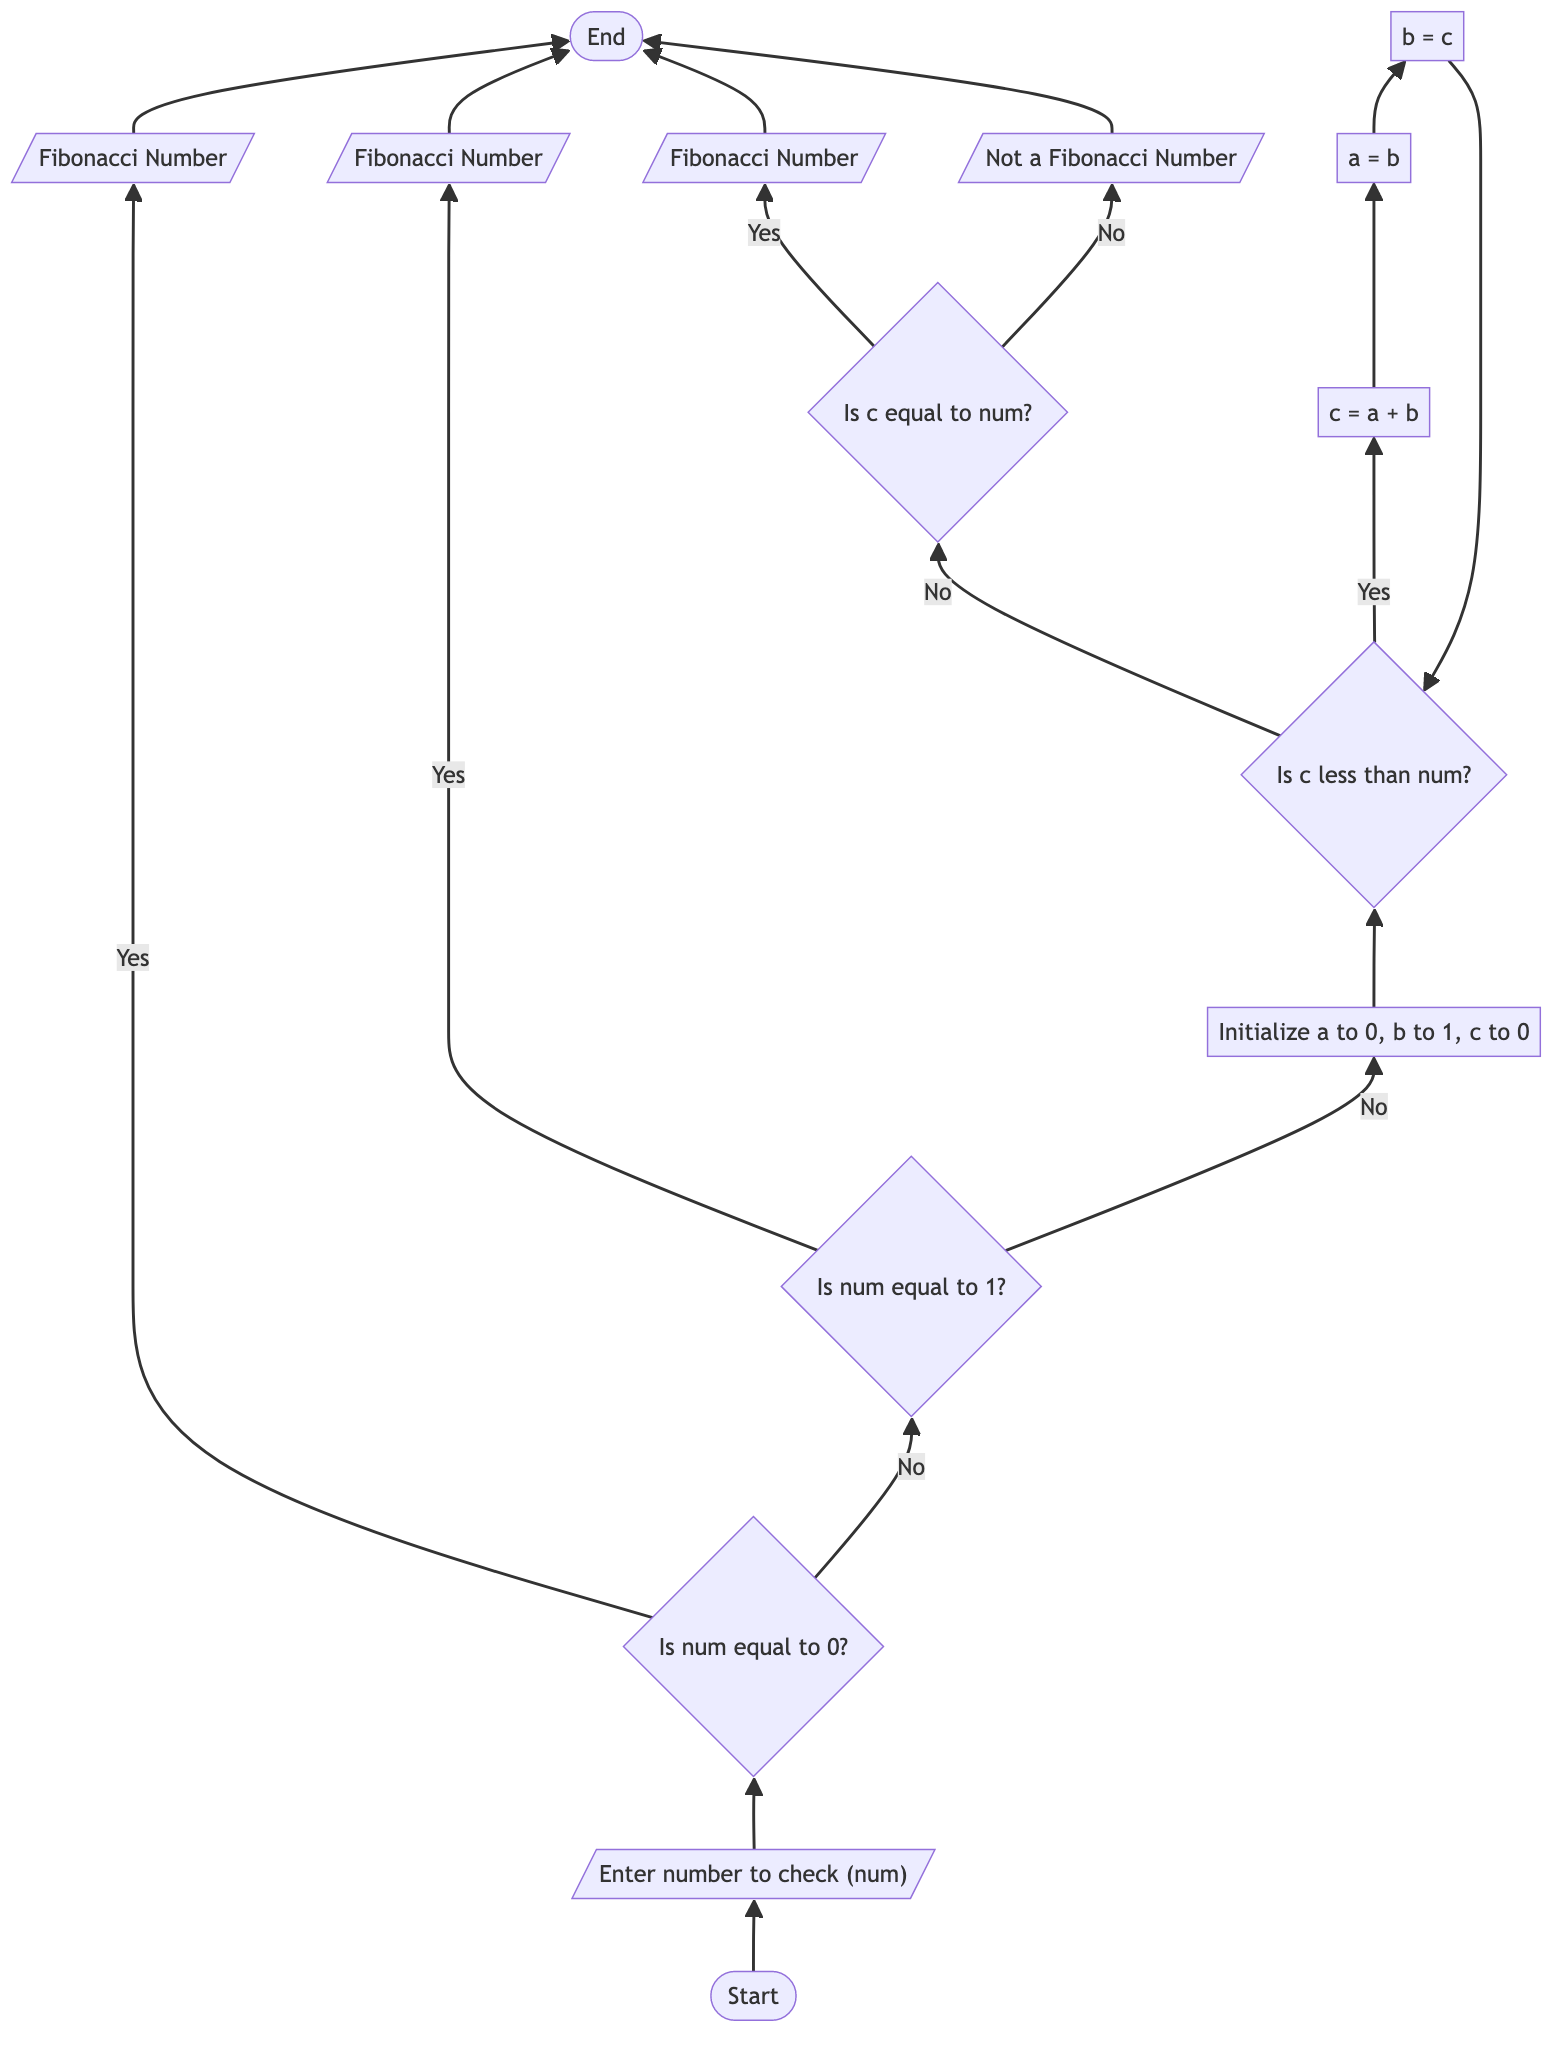 End
b = c
Fibonacci Number
Fibonacci Number
Fibonacci Number
Not a Fibonacci Number
a = b
Yes
No
Is c equal to num?
c = a + b
No
Yes
Yes
Is c less than num?
Yes
Initialize a to 0, b to 1, c to 0
No
Is num equal to 1?
No
Is num equal to 0?
Enter number to check (num)
Start